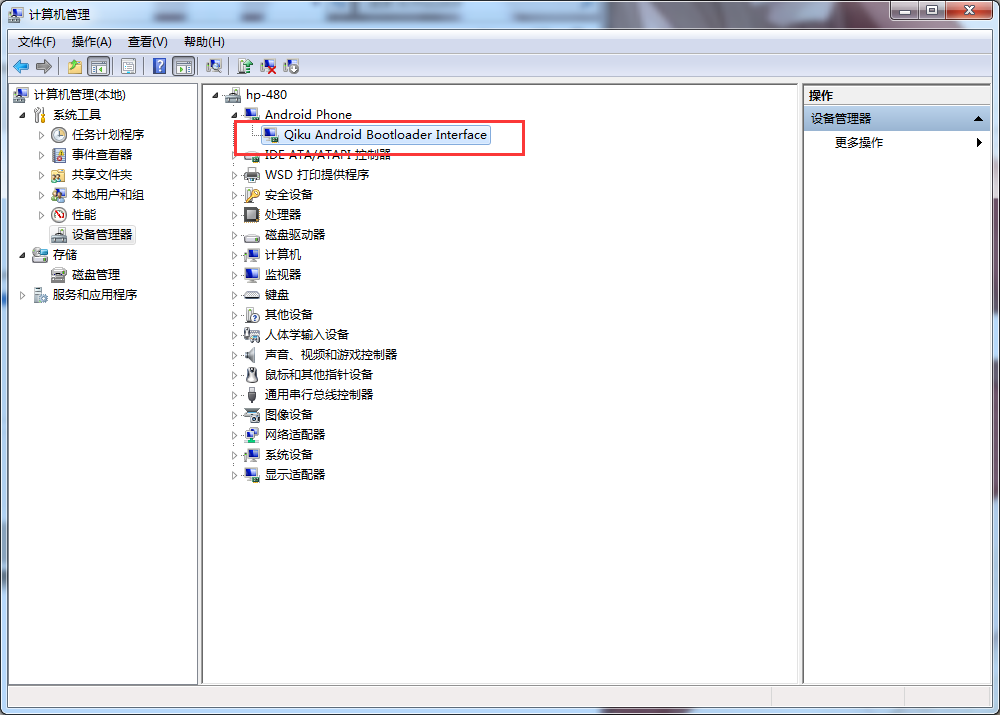 计算机管理
文件(F) 操作(A) 查看(V) 帮助(H)
计算机管理(本地)
系统工具
任务计划程序
事件查看器
共享文件夹
本地用户和组
性能
设备管理器
存储
磁盘管理
服务和应用程序
hp-480
Android Phone
Qiku Android Bootloader Interface
IDE ATA/ATAPI 控制器
WSD 打印提供程序
安全设备
处理器
磁盘驱动器
计算机
监视器
键盘
其他设备
人体学输入设备
声音、视频和游戏控制器
鼠标和其他指针设备
通用串行总线控制器
图像设备
网络适配器
系统设备
显示适配器
操作
设备管理器
更多操作